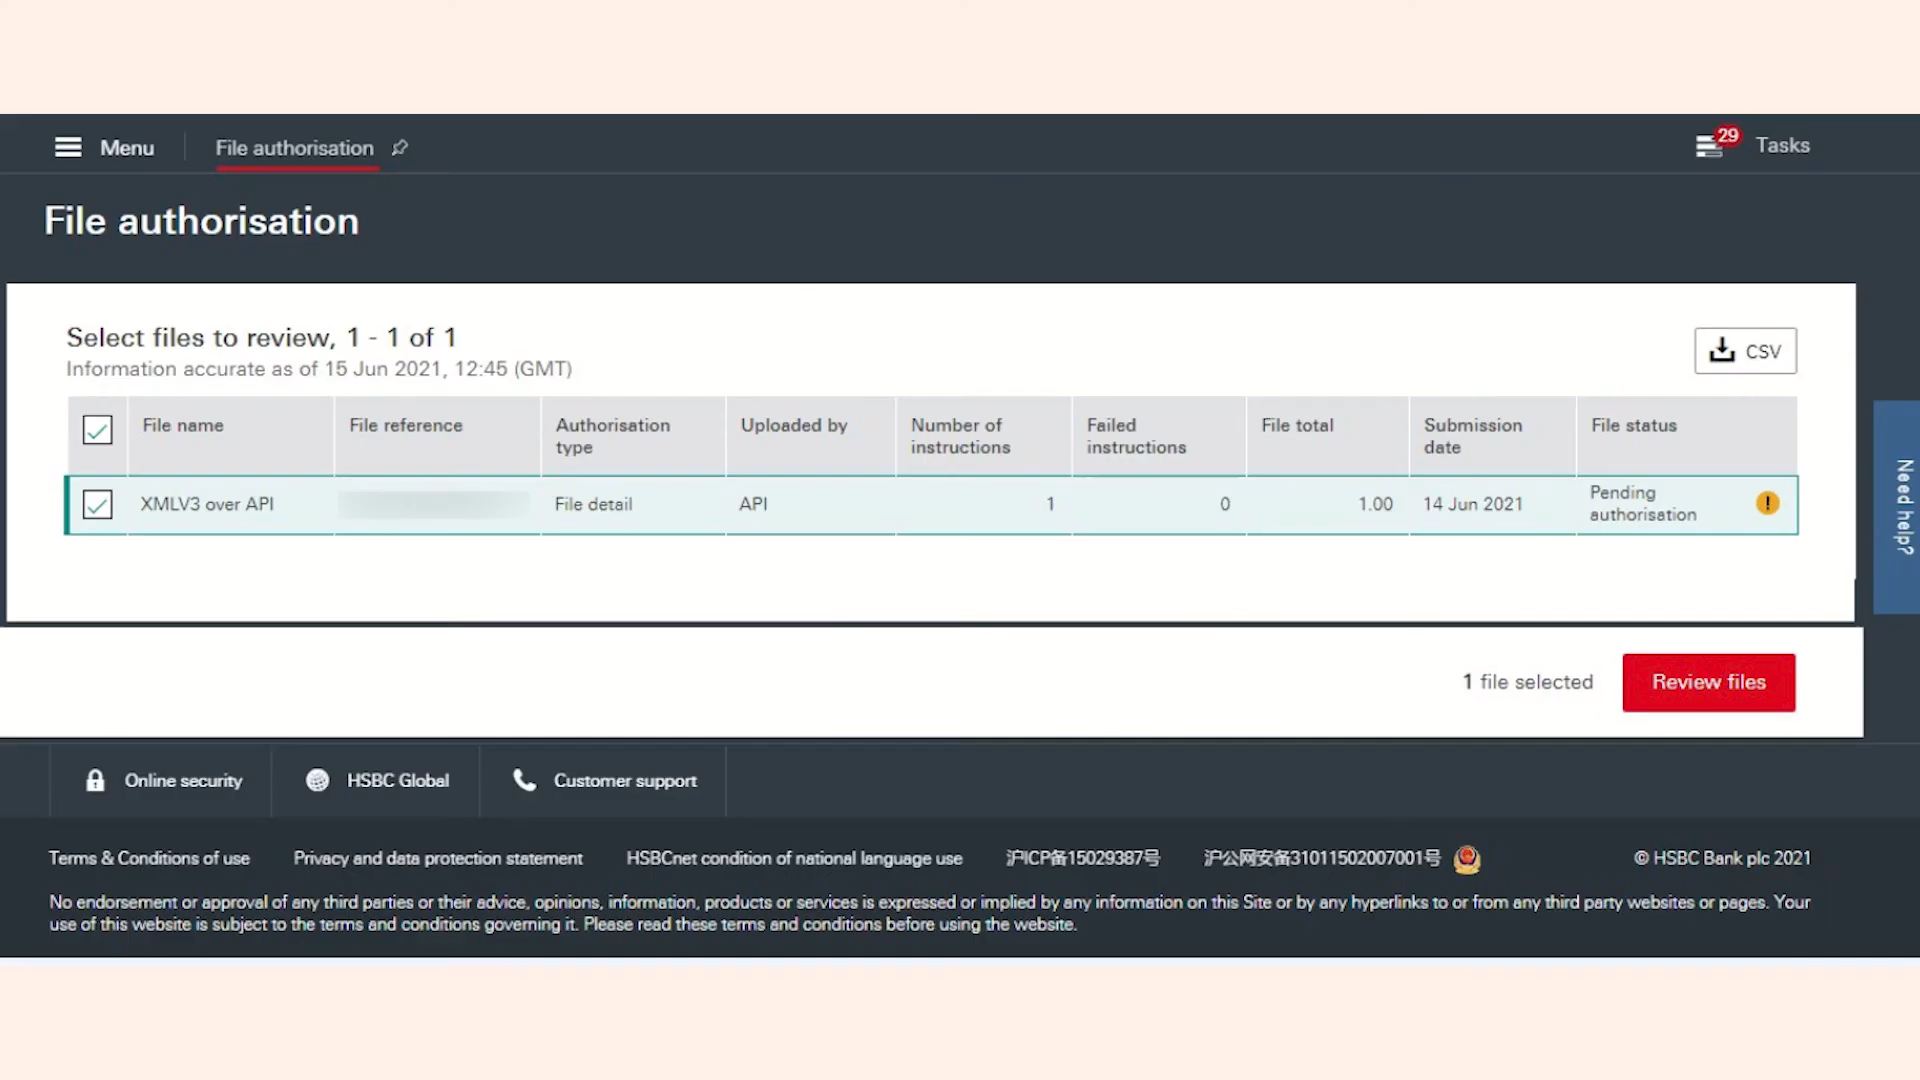 Menu
File authorisation
29
Tasks
File authorisation
Select files to review, 1 - 1 of 1
Information accurate as of 15 Jun 2021, 12:45 (GMT)
CSV
File name
File reference
Authorisation
type
Uploaded by
Number of
instructions
Failed
instructions
File total
Submission
date
File status
XMLV3 over API
File detail
API
1
0
1.00
14 Jun 2021
Pending
authorisation
Need help?
1 file selected
Review files
Online security
HSBC Global
Customer support
Terms & Conditions of use
Privacy and data protection statement
HSBCnet condition of national language use
沪ICP备15029387号
沪公网安备31011502007001号
© HSBC Bank plc 2021
No endorsement or approval of any third parties or their advice, opinions, information, products or services is expressed or implied by any information on this Site or by any hyperlinks to or from any third party websites or pages. Your
use of this website is subject to the terms and conditions governing it. Please read these terms and conditions before using the website.